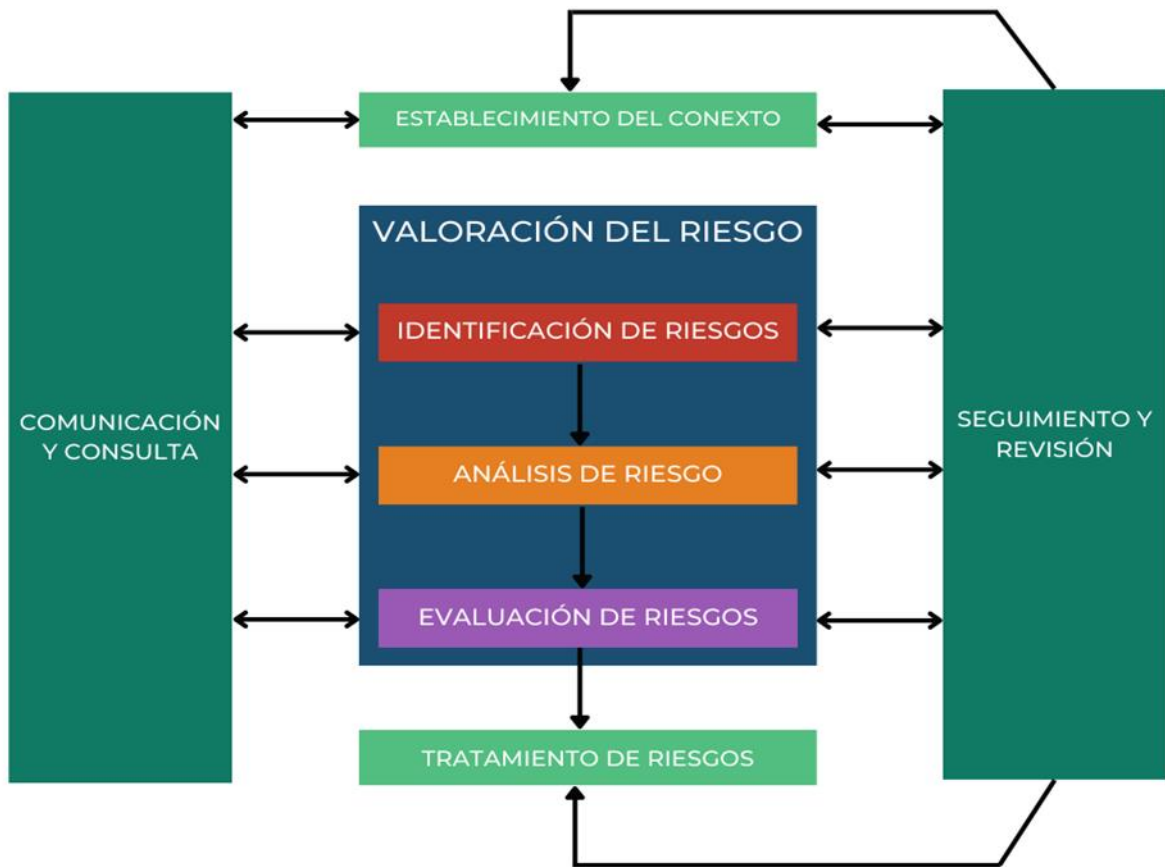 ESTABLECIMIENTO DEL CONEXTO
VALORACIÓN DEL RIESGO
IDENTIFICACIÓN DE RIESGOS
COMUNICACIÓN
Y CONSULTA
SEGUIMIENTO Y
REVISIÓN
ANÁLISIS DE RIESGO
EVALUACIÓN DE RIESGOS
TRATAMIENTO DE RIESGOS